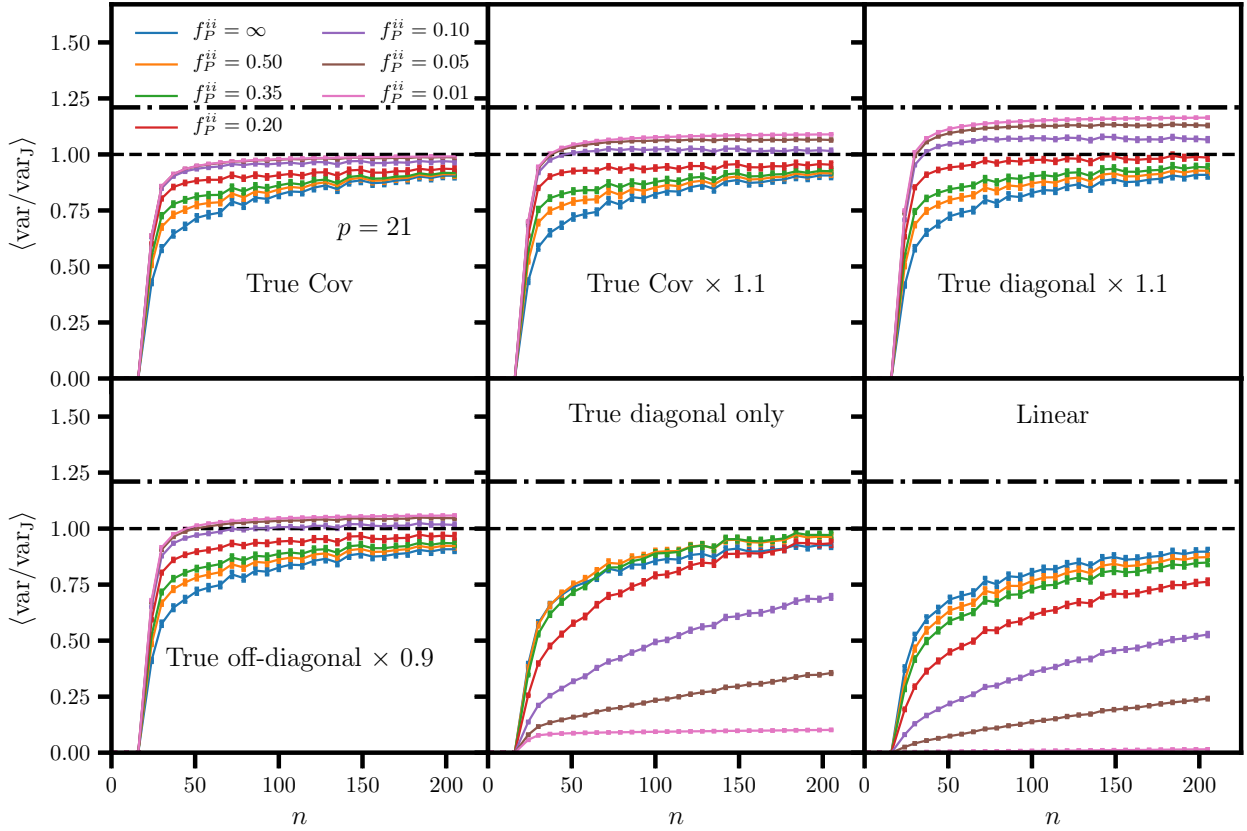 1.50
1.25
1.00
0.75
0.50
0.25
0.00
⟨var/var_J⟩
f_P^{ii} = ∞
f_P^{ii} = 0.50
f_P^{ii} = 0.35
f_P^{ii} = 0.20
f_P^{ii} = 0.10
f_P^{ii} = 0.05
f_P^{ii} = 0.01
p = 21
True Cov
True Cov × 1.1
True diagonal × 1.1
1.50
1.25
1.00
0.75
0.50
0.25
0.00
⟨var/var_J⟩
True off-diagonal × 0.9
True diagonal only
Linear
0 50 100 150 200 0 50 100 150 200 0 50 100 150 200
n n n